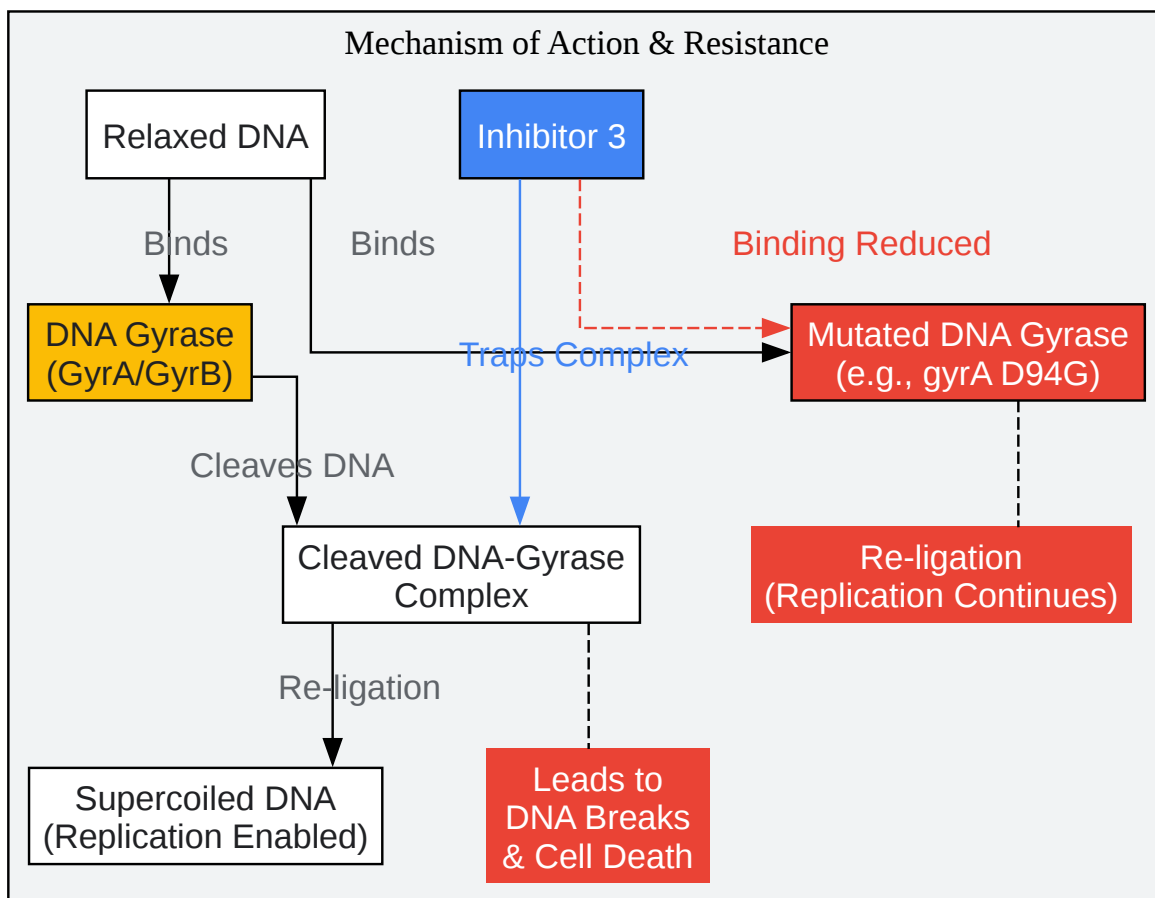 Mechanism of Action & Resistance
Relaxed DNA
Inhibitor 3
Binds
Binds
Binding Reduced
DNA Gyrase
(GyrA/GyrB)
Traps Complex
Mutated DNA Gyrase
(e.g., gyrA D94G)
Cleaves DNA
Cleaved DNA-Gyrase
Complex
Re-ligation
(Replication Continues)
Re-ligation
Supercoiled DNA
(Replication Enabled)
Leads to
DNA Breaks
& Cell Death